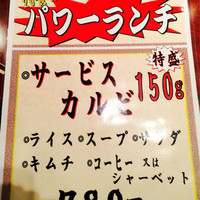 パワーランチ
特盛
◎サービス
カルビ
150g
◎ライス◎スープ◎サラダ
◎キムチ◎コーヒー又は
シャーベット
780-